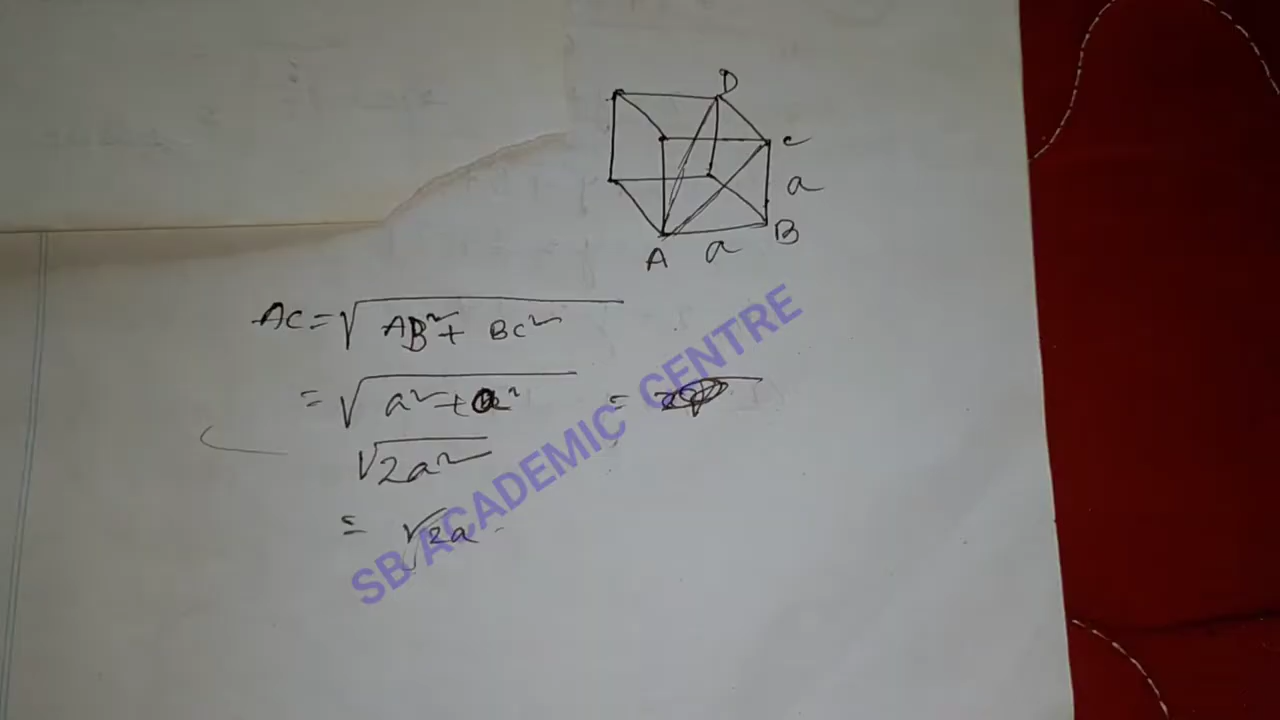 D
C
a
B
a
A
AC = √AB² + BC²
= √a² + a² =
√2a²
= √2a
SB ACADEMIC CENTRE